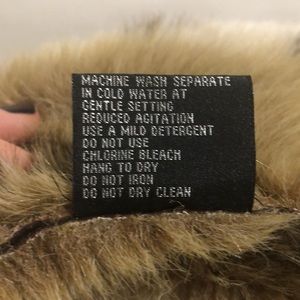 MACHINE WASH SEPARATE
IN COLD WATER AT
GENTLE SETTING
REDUCED AGITATION
USE A MILD DETERGENT
DO NOT USE
CHLORINE BLEACH
HANG TO DRY
DO NOT IRON
DO NOT DRY CLEAN